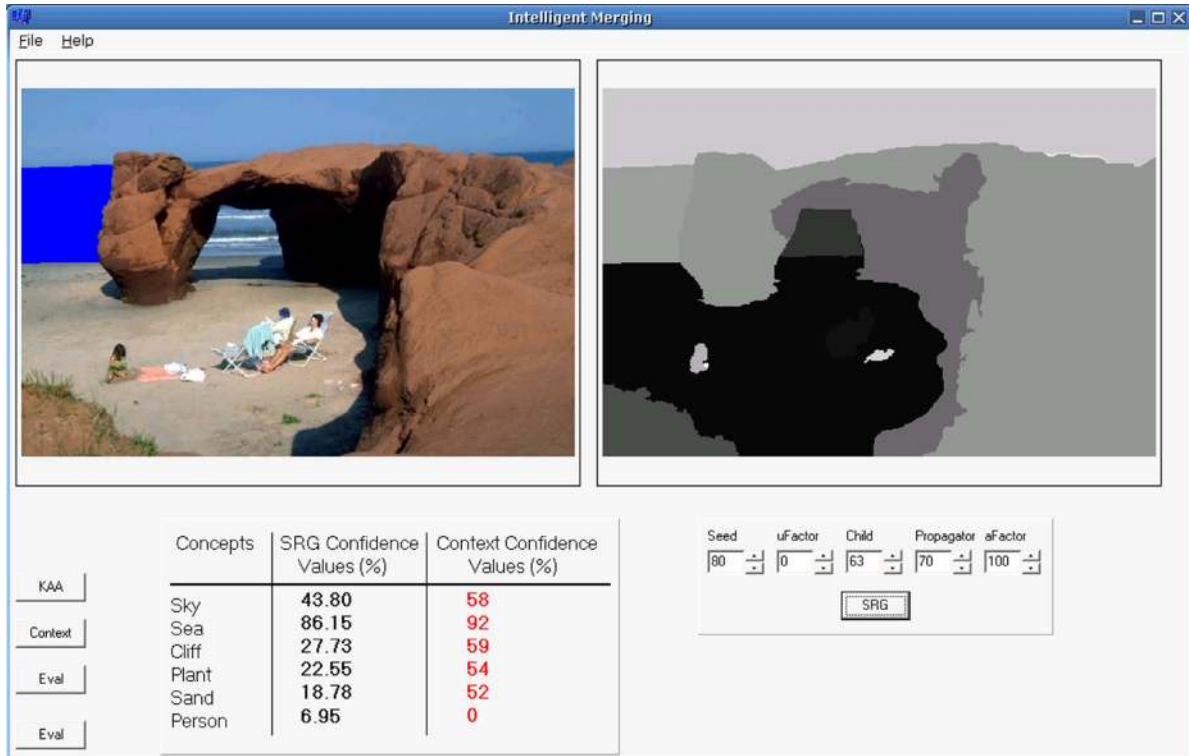 Intelligent Merging
File Help
Concepts SRG Confidence Values (%) Context Confidence Values (%)
Sky 43.80 58
Sea 86.15 92
Cliff 27.73 59
Plant 22.55 54
Sand 18.78 52
Person 6.95 0
KAA
Context
Eval
Eval
Seed uFactor Child Propagator aFactor
80 0 63 70 100
SRG